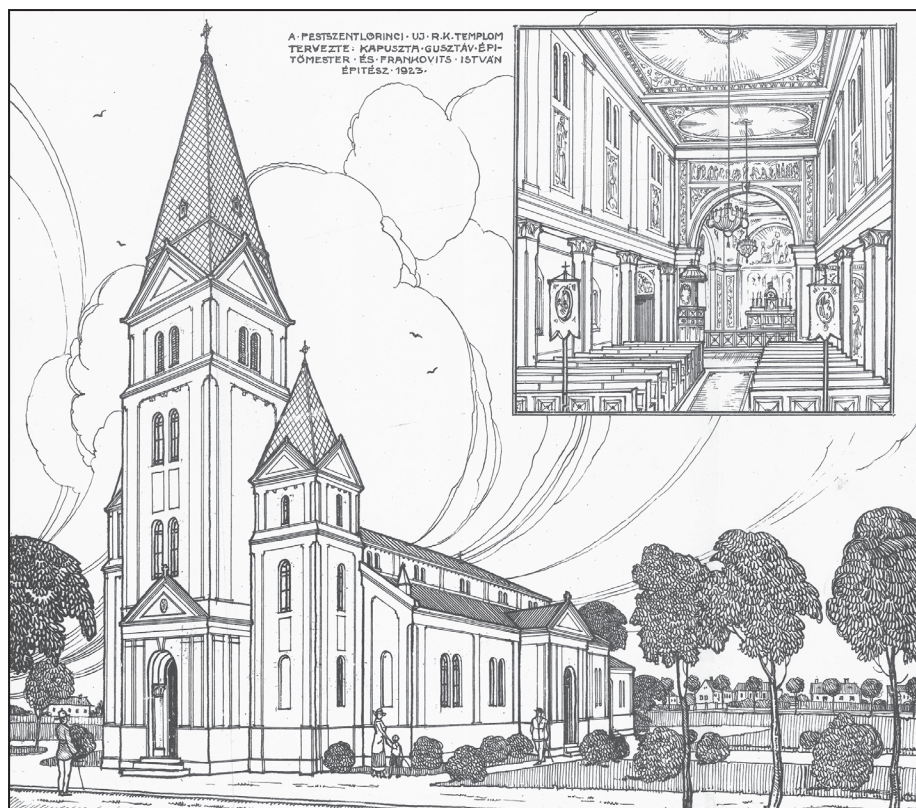 A·PESTSZENTLŐRINCI·UJ·R.K.TEMPLOM
TERVEZTE: KAPUSZTA·GUSZTÁV·ÉPI-
TŐMESTER·ÉS·FRANKOVITS·ISTVÁN
ÉPITÉSZ·1923·